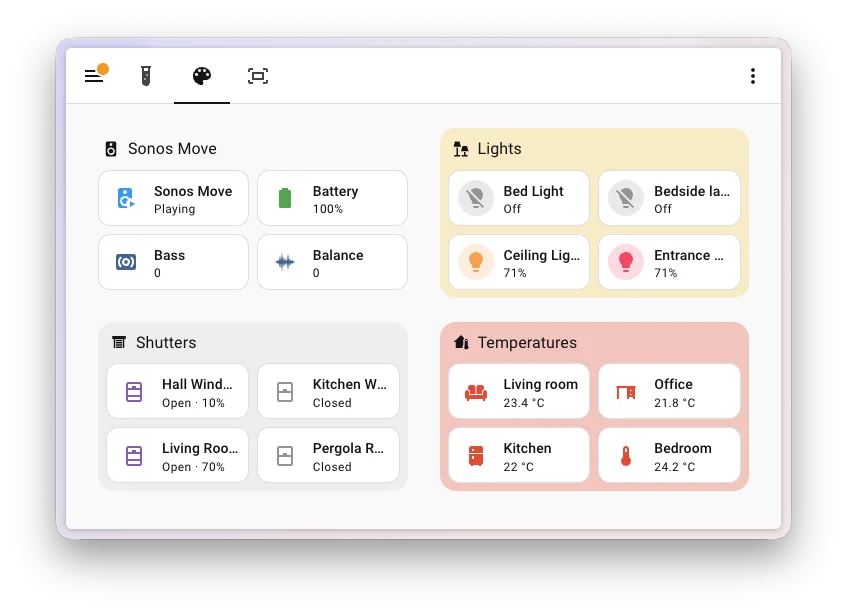 Sonos Move
Sonos Move
Playing
Battery
100%
Bass
0
Balance
0
Lights
Bed Light
Off
Bedside la...
Off
Ceiling Lig...
71%
Entrance ...
71%
Shutters
Hall Wind...
Open · 10%
Kitchen W...
Closed
Living Roo...
Open · 70%
Pergola R...
Closed
Temperatures
Living room
23.4 °C
Office
21.8 °C
Kitchen
22 °C
Bedroom
24.2 °C